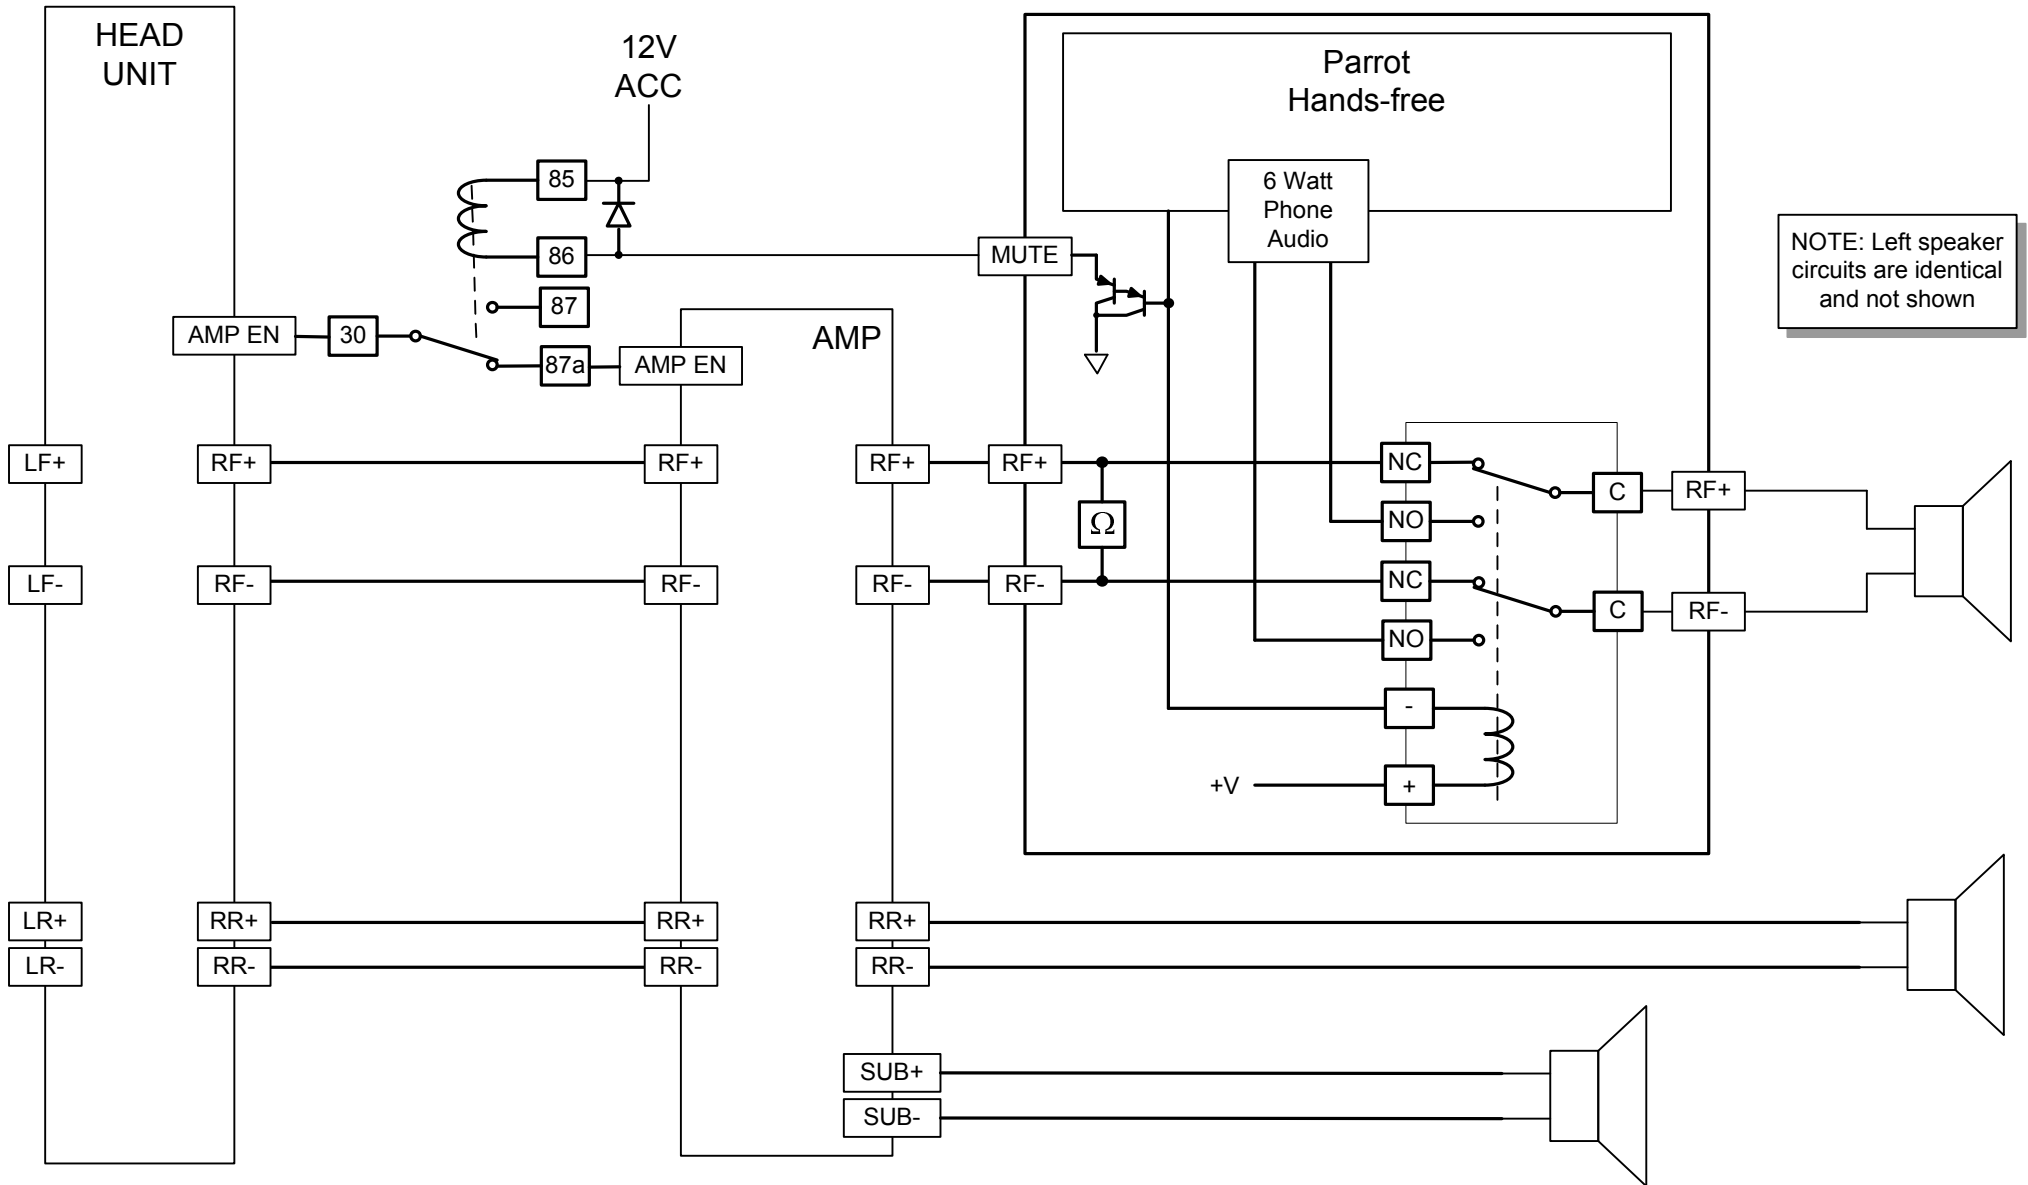 HEAD
UNIT
12V
ACC
Parrot
Hands-free
6 Watt
Phone
Audio
NOTE: Left speaker
circuits are identical
and not shown
85
86
MUTE
87
AMP EN
30
87a
AMP EN
AMP
LF+
RF+
RF+
RF+
RF+
NC
C
RF+
Ω
NO
LF-
RF-
RF-
RF-
RF-
NC
C
RF-
NO
-
+V
+
LR+
RR+
RR+
RR+
LR-
RR-
RR-
RR-
SUB+
SUB-